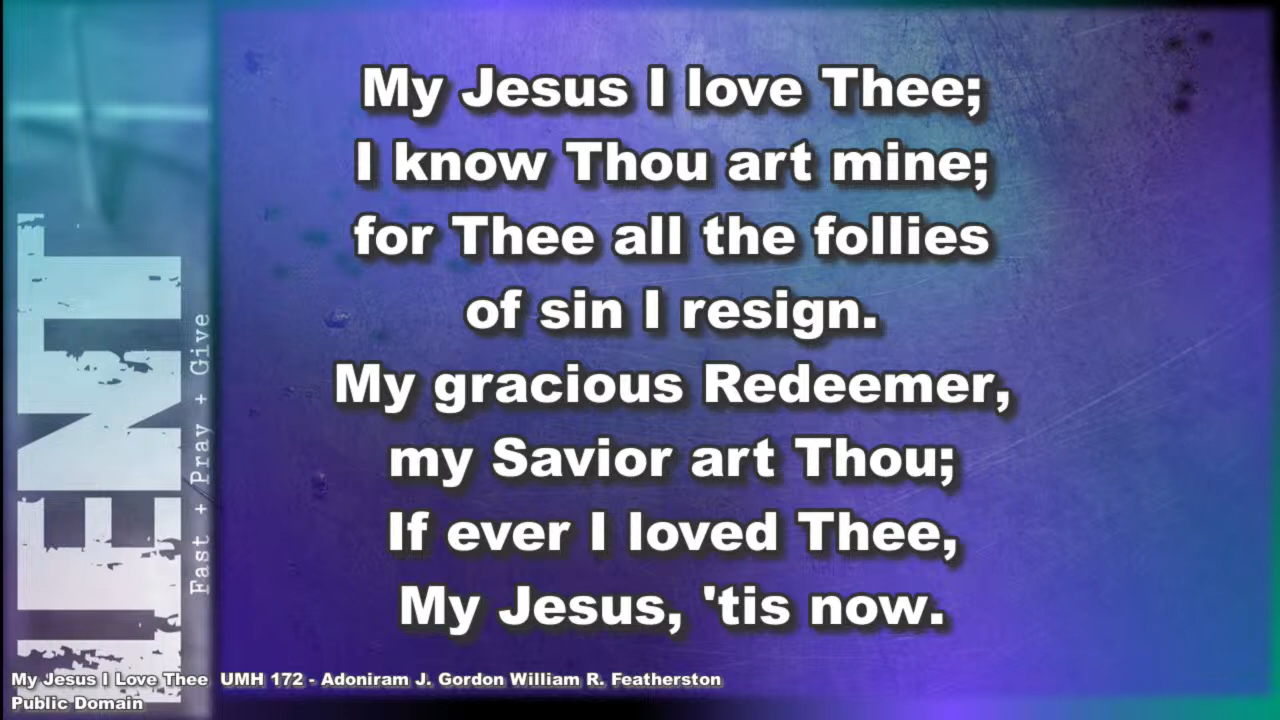 My Jesus I love Thee;
I know Thou art mine;
for Thee all the follies
of sin I resign.
My gracious Redeemer,
my Savior art Thou;
If ever I loved Thee,
My Jesus, 'tis now.
LENT
Fast + Pray + Give
My Jesus I Love Thee UMH 172 - Adoniram J. Gordon William R. Featherston
Public Domain